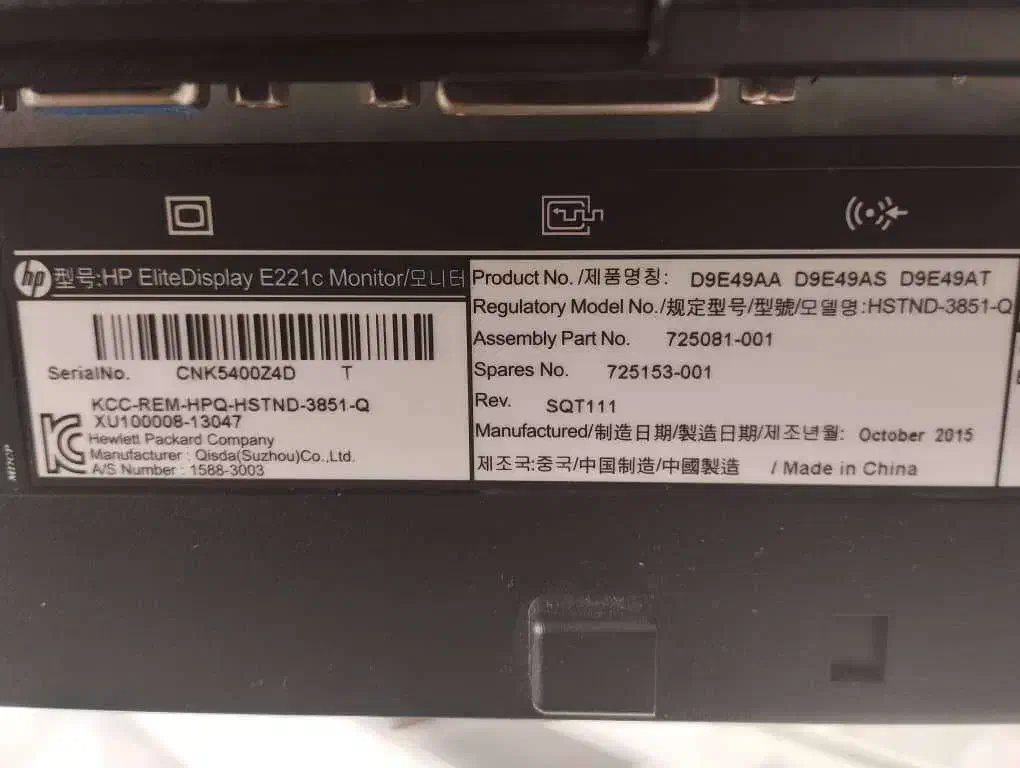 hp 型号:HP EliteDisplay E221c Monitor/모니터
SerialNo. CNK5400Z4D T
KCC-REM-HPQ-HSTND-3851-Q
XU100008-13047
Hewlett Packard Company
Manufacturer : Qisda(Suzhou)Co.,Ltd.
A/S Number : 1588-3003
Product No./제품명칭: D9E49AA D9E49AS D9E49AT
Regulatory Model No./规定型号/型號/모델명:HSTND-3851-Q
Assembly Part No. 725081-001
Spares No. 725153-001
Rev. SQT111
Manufactured/制造日期/製造日期/제조년월: October 2015
제조국:중국/中国制造/中國製造 / Made in China